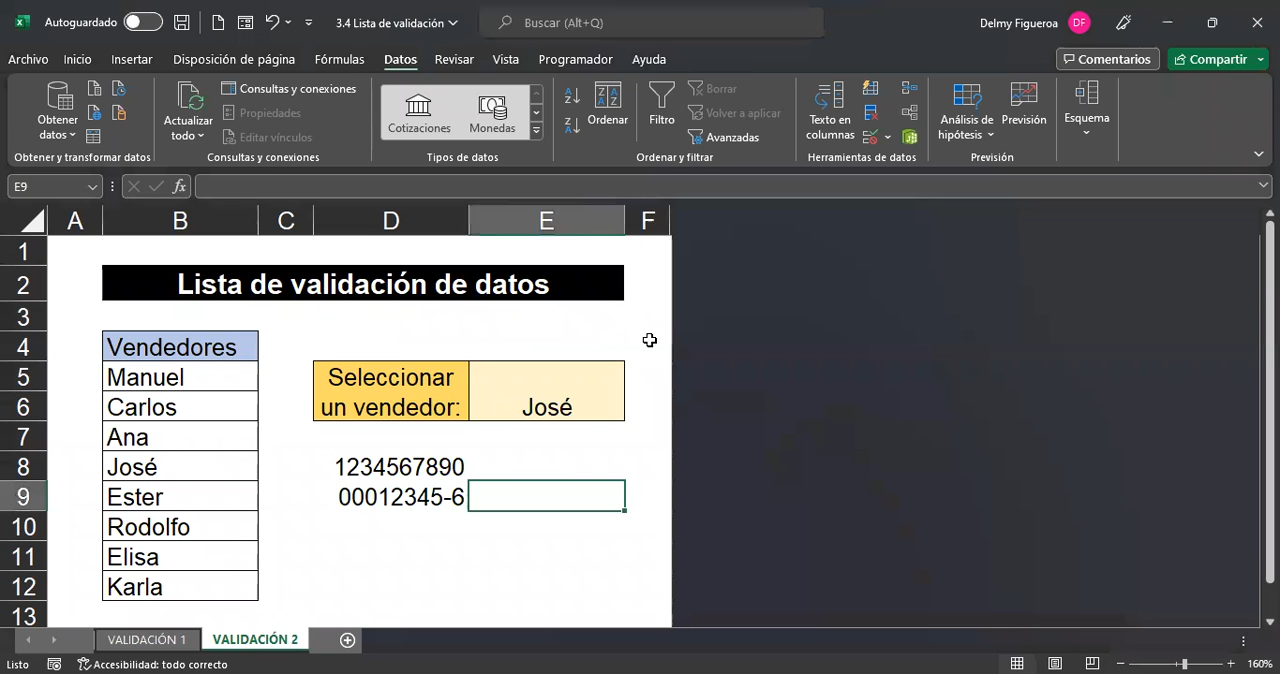 Autoguardado
3.4 Lista de validación
Buscar (Alt+Q)
Delmy Figueroa
DF
Archivo
Inicio
Insertar
Disposición de página
Fórmulas
Datos
Revisar
Vista
Programador
Ayuda
Comentarios
Compartir
Obtener
datos
Obtener y transformar datos
Actualizar
todo
Consultas y conexiones
Propiedades
Editar vínculos
Consultas y conexiones
Cotizaciones
Monedas
Tipos de datos
Ordenar
Filtro
Borrar
Volver a aplicar
Avanzadas
Ordenar y filtrar
Texto en
columnas
Herramientas de datos
Análisis de
hipótesis
Previsión
Previsión
Esquema
E9
fx
A B C D E F
1
2 Lista de validación de datos
3
4 Vendedores
5 Manuel Seleccionar
6 Carlos un vendedor: José
7 Ana
8 José 1234567890
9 Ester 00012345-6
10 Rodolfo
11 Elisa
12 Karla
13
VALIDACIÓN 1
VALIDACIÓN 2
Listo
Accesibilidad: todo correcto
160%